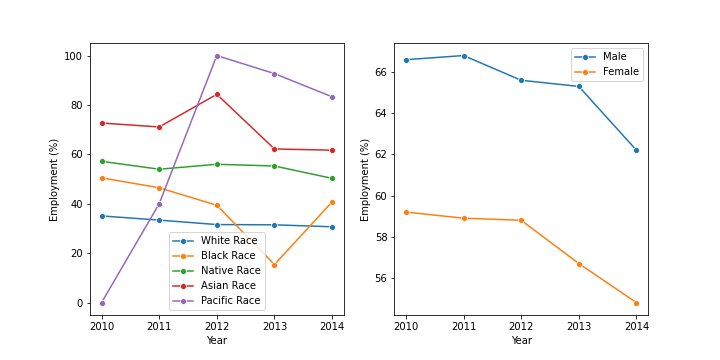 100
80
60
40
20
0
Employment (%)
2010 2011 2012 2013 2014
Year
White Race
Black Race
Native Race
Asian Race
Pacific Race
66
64
62
60
58
56
Employment (%)
2010 2011 2012 2013 2014
Year
Male
Female